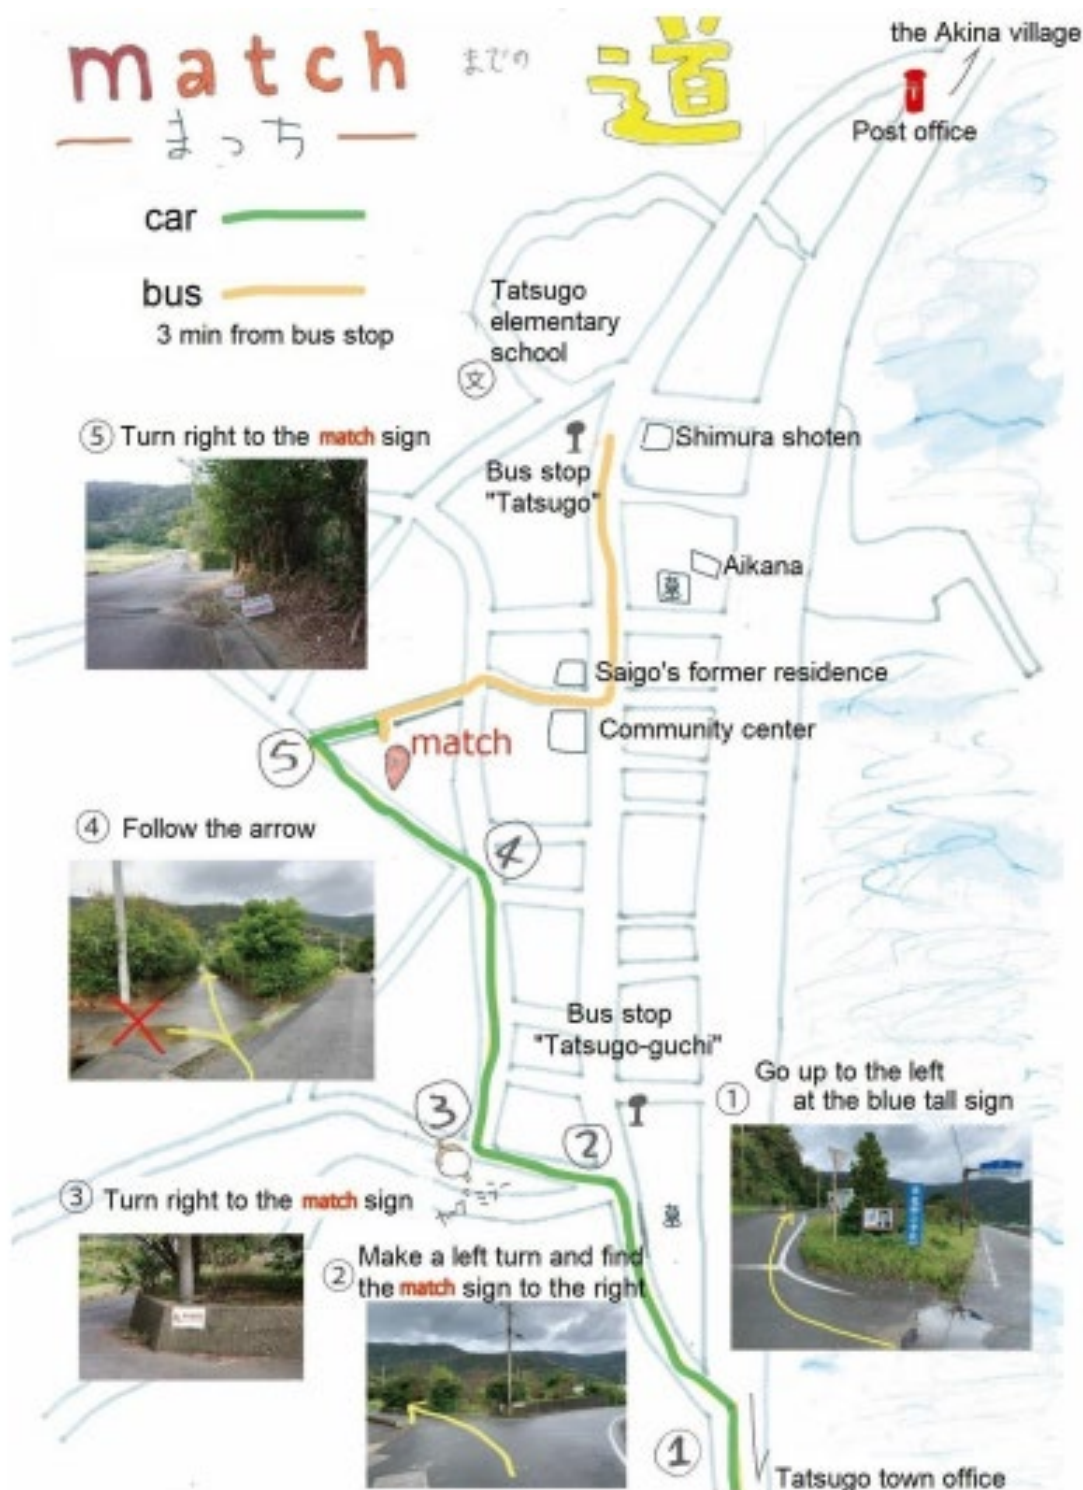 match
までの
道
まっち
the Akina village
Post office
car
bus
3 min from bus stop
Tatsugo
elementary
school
文
⑤ Turn right to the match sign
Bus stop
"Tatsugo"
Shimura shoten
Aikana
Saigo's former residence
Community center
match
⑤
④ Follow the arrow
④
Bus stop
"Tatsugo-guchi"
① Go up to the left
at the blue tall sign
③
②
③ Turn right to the match sign
② Make a left turn and find
the match sign to the right
①
Tatsugo town office